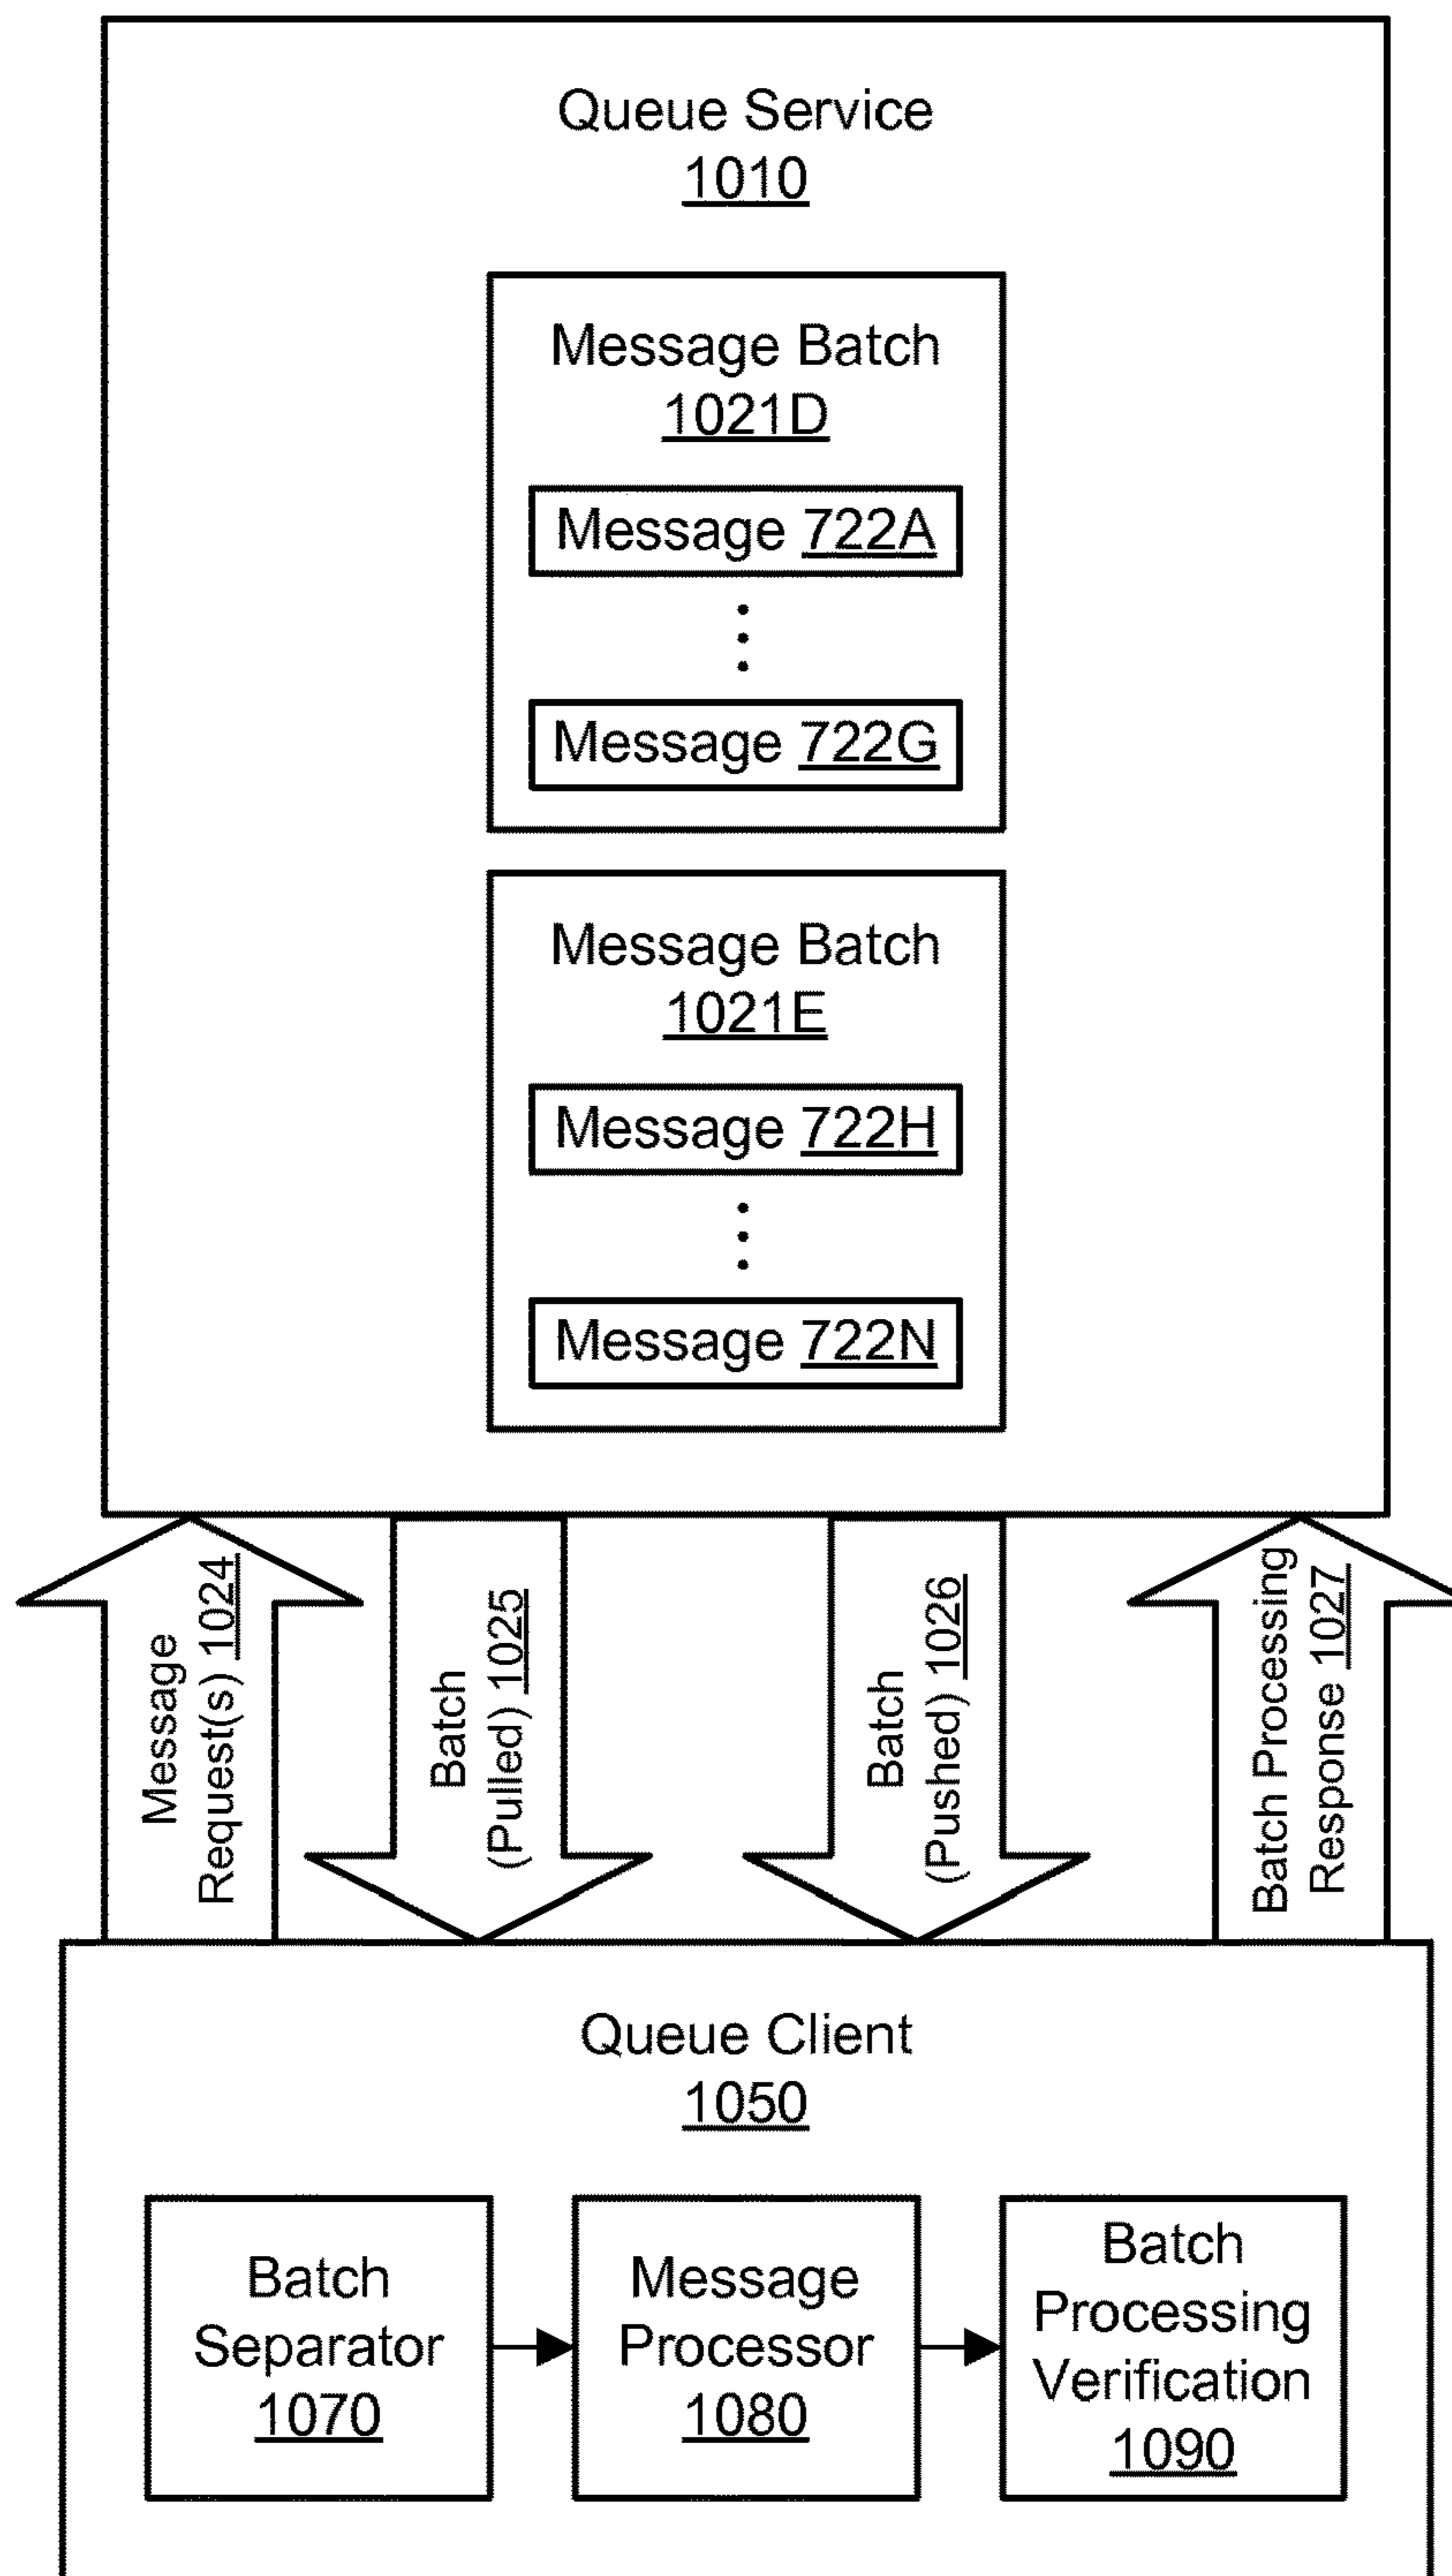 Queue Service
1010
Message Batch
1021D
Message 722A
Message 722G
Message Batch
1021E
Message 722H
Message 722N
Message
Request(s) 1024
Batch
(Pulled) 1025
Batch
(Pushed) 1026
Batch Processing
Response 1027
Queue Client
1050
Batch
Separator
1070
Message
Processor
1080
Batch
Processing
Verification
1090